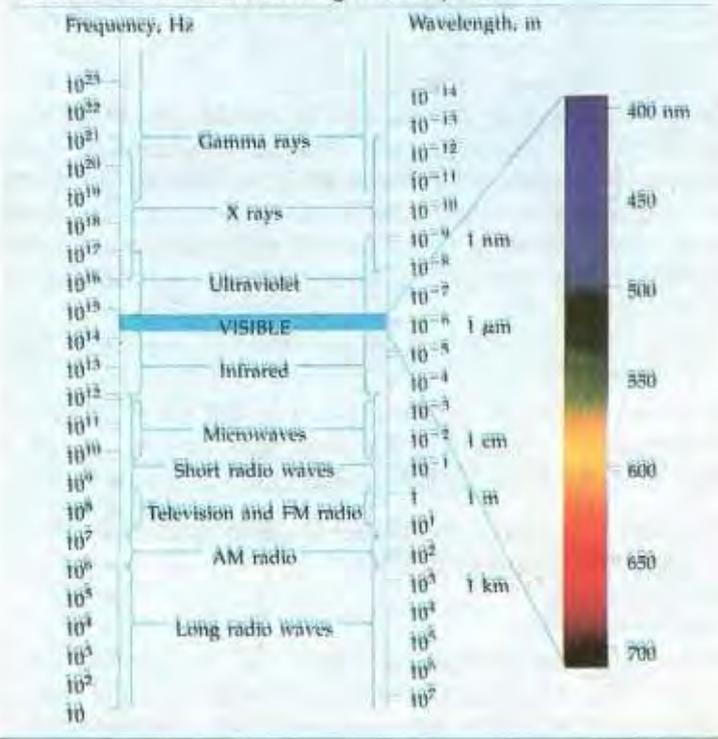 Frequency, Hz
Wavelength, m
10²³
10²²
10²¹
10²⁰
10¹⁹
10¹⁸
10¹⁷
10¹⁶
10¹⁵
10¹⁴
10¹³
10¹²
10¹¹
10¹⁰
10⁹
10⁸
10⁷
10⁶
10⁵
10⁴
10³
10²
10
Gamma rays
X rays
Ultraviolet
VISIBLE
Infrared
Microwaves
Short radio waves
Television and FM radio
AM radio
Long radio waves
10⁻¹⁴
10⁻¹³
10⁻¹²
10⁻¹¹
10⁻¹⁰
10⁻⁹ 1 nm
10⁻⁸
10⁻⁷
10⁻⁶ 1 μm
10⁻⁵
10⁻⁴
10⁻³
10⁻² 1 cm
10⁻¹
1 1 m
10¹
10²
10³ 1 km
10⁴
10⁵
10⁶
10⁷
400 nm
450
500
550
600
650
700